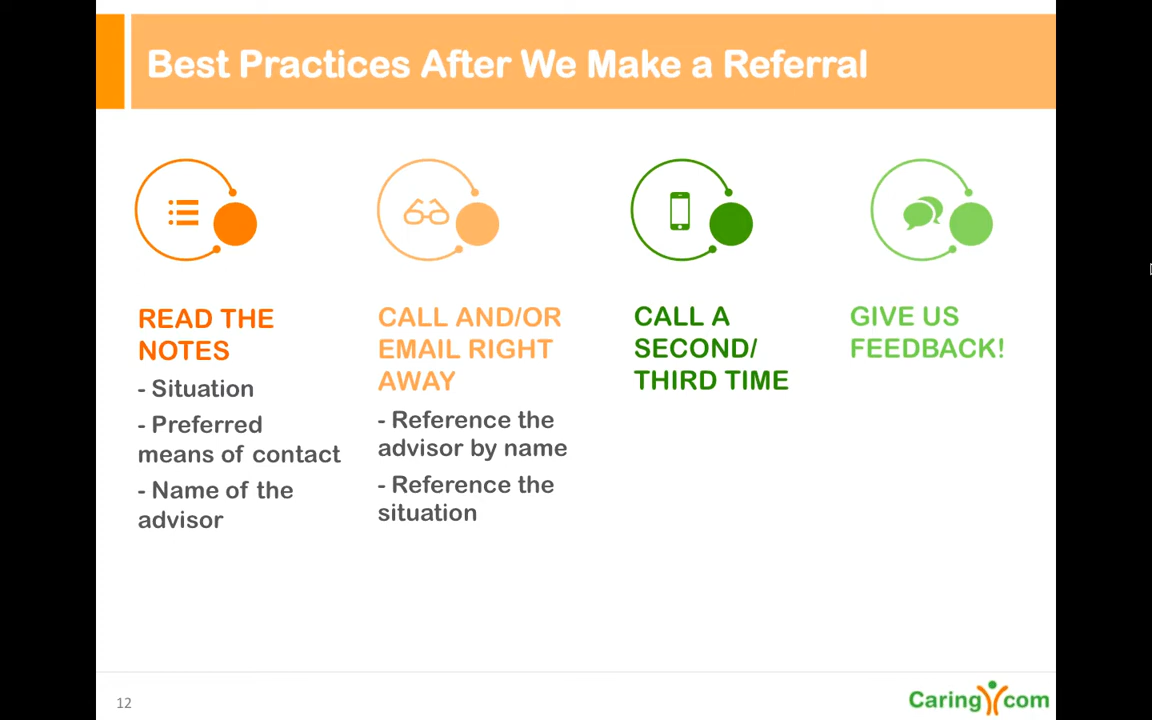 Best Practices After We Make a Referral
READ THE
NOTES
- Situation
- Preferred
means of contact
- Name of the
advisor
CALL AND/OR
EMAIL RIGHT
AWAY
- Reference the
advisor by name
- Reference the
situation
CALL A
SECOND/
THIRD TIME
GIVE US
FEEDBACK!
12
Caring com